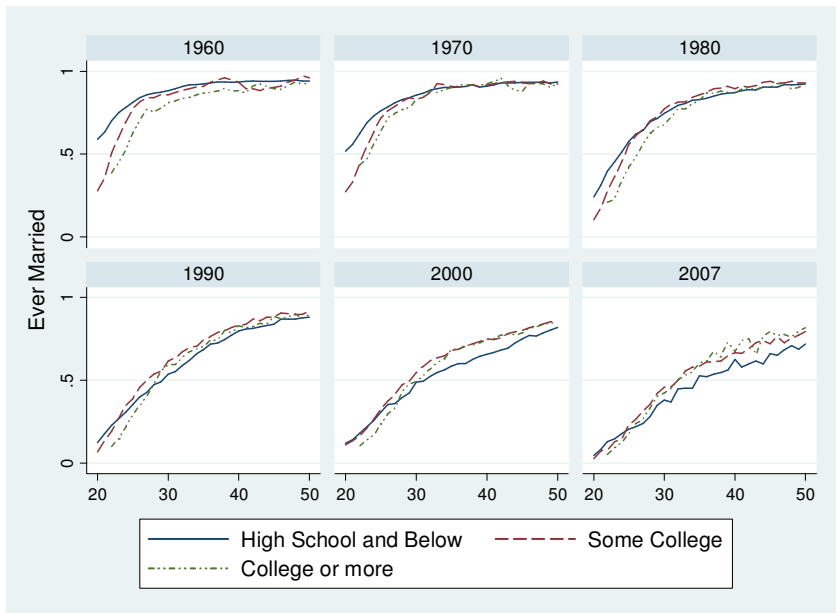 1960 1970 1980
1
.5
0
1990 2000 2007
1
.5
0
20 30 40 50 20 30 40 50 20 30 40 50
Ever Married
High School and Below Some College
College or more